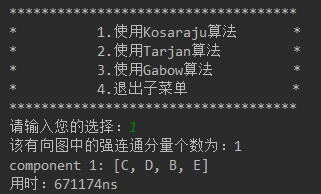 ************************************
*          1.使用Kosaraju算法       *
*          2.使用Tarjan算法         *
*          3.使用Gabow算法          *
*          4.退出子菜单             *
************************************
请输入您的选择：1
该有向图中的强连通分量个数为：1
component 1: [C, D, B, E]
用时：671174ns